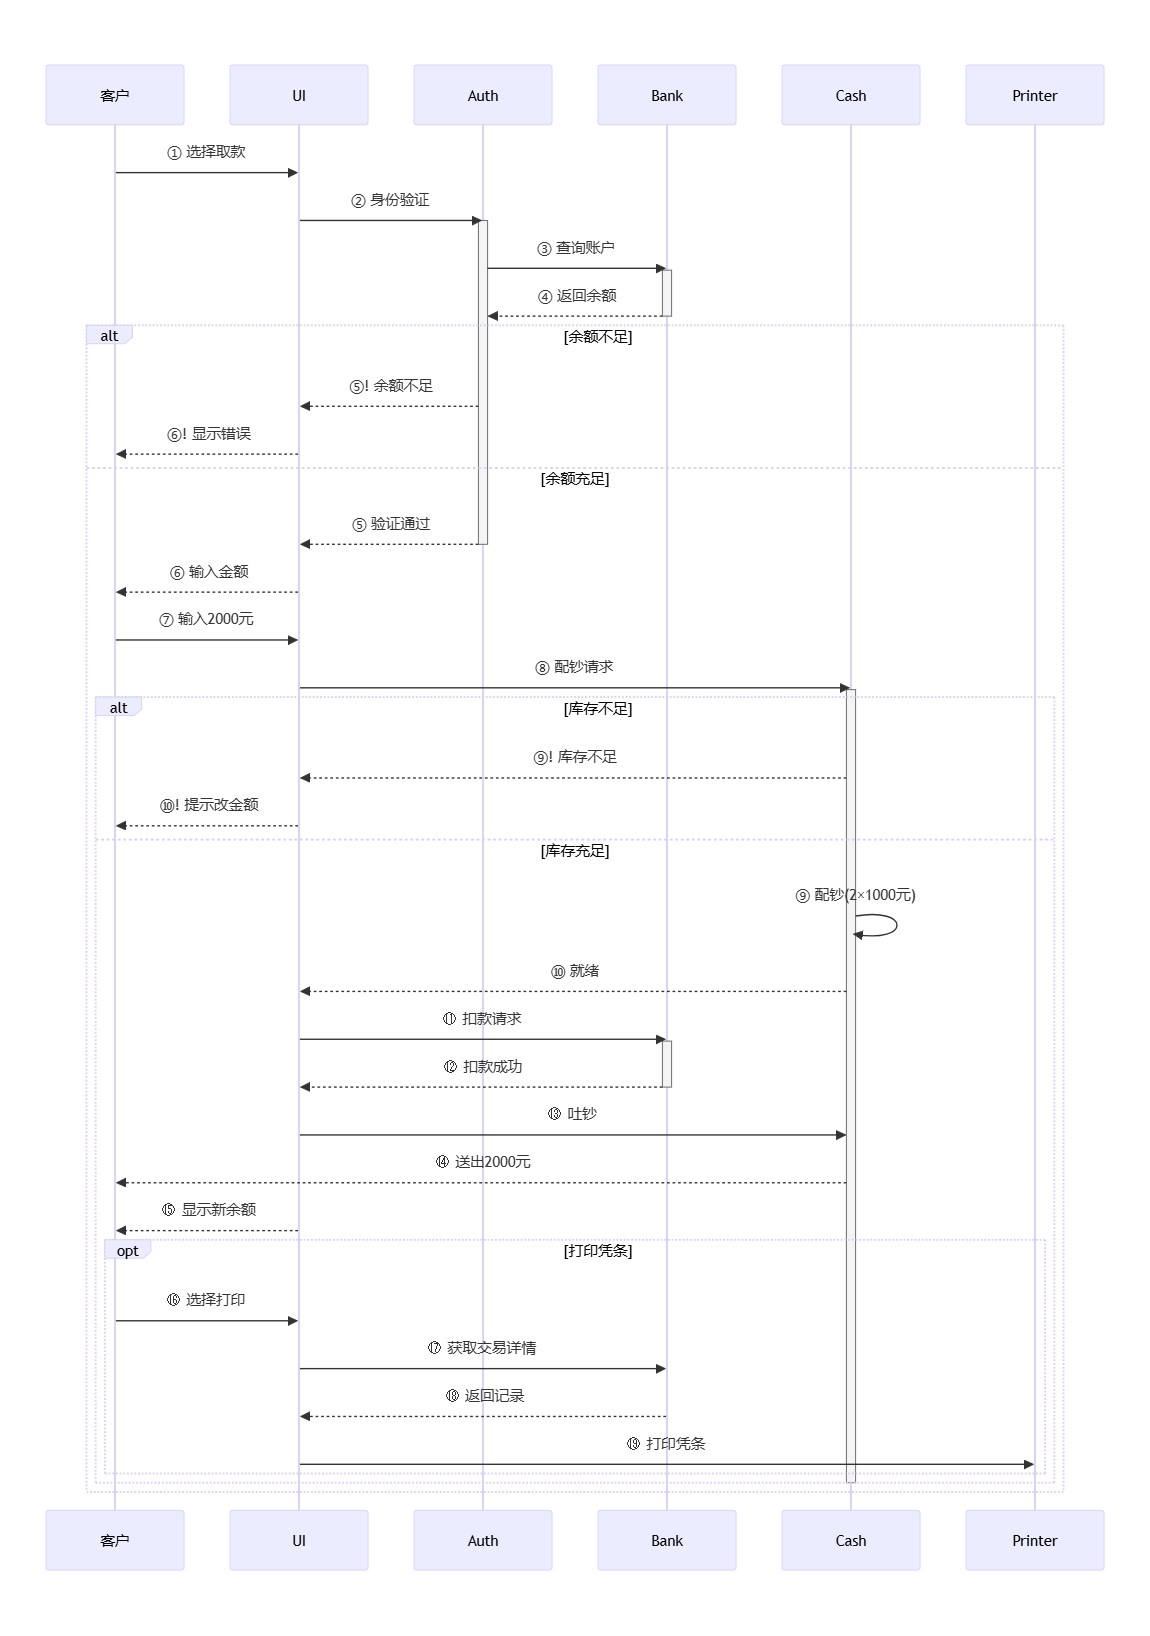 客户
UI
Auth
Bank
Cash
Printer
① 选择取款
② 身份验证
③ 查询账户
④ 返回余额
alt
[余额不足]
⑤! 余额不足
⑥! 显示错误
[余额充足]
⑤ 验证通过
⑥ 输入金额
⑦ 输入2000元
⑧ 配钞请求
alt
[库存不足]
⑨! 库存不足
⑩! 提示改金额
[库存充足]
⑨ 配钞(2×1000元)
⑩ 就绪
⑪ 扣款请求
⑫ 扣款成功
⑬ 吐钞
⑭ 送出2000元
⑮ 显示新余额
opt
[打印凭条]
⑯ 选择打印
⑰ 获取交易详情
⑱ 返回记录
⑲ 打印凭条
客户
UI
Auth
Bank
Cash
Printer